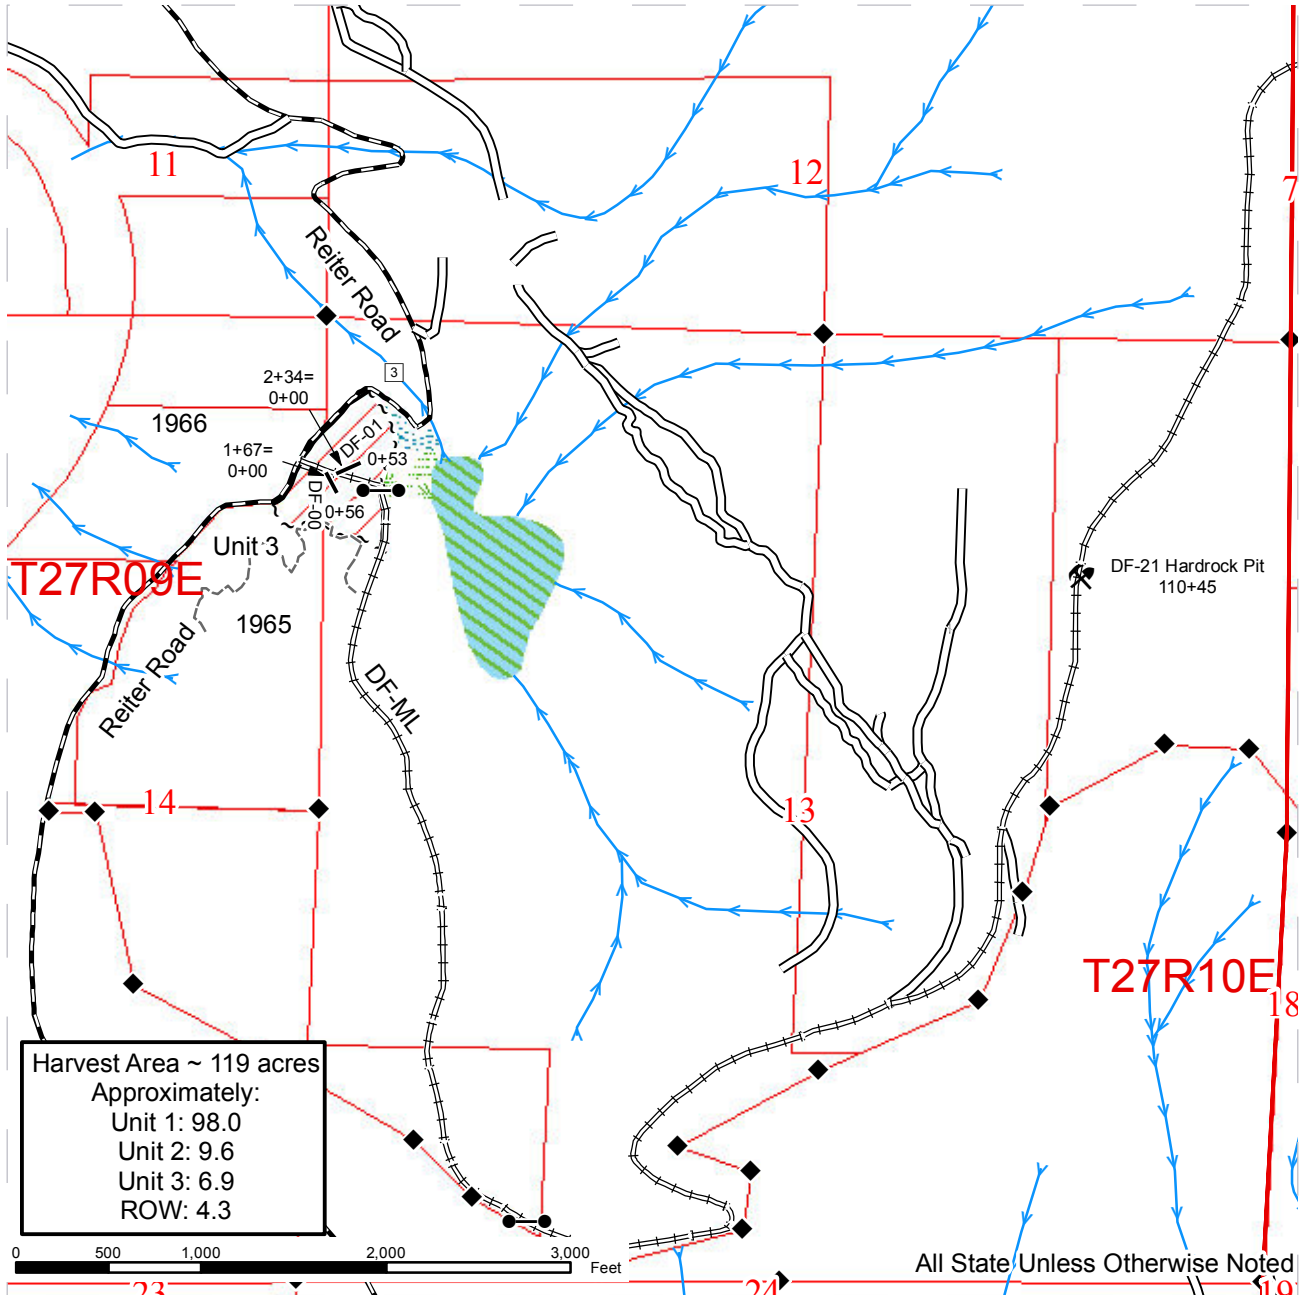 11
12
7
Reiter Road
3
2+34=
0+00
1966
DF-01
1+67=
0+00
0+53
DF-00
0+56
Unit 3
T27R09E
DF-21 Hardrock Pit
110+45
1965
Reiter Road
DF-ML
14
13
T27R10E
18
Harvest Area ~ 119 acres
Approximately:
Unit 1: 98.0
Unit 2: 9.6
Unit 3: 6.9
ROW: 4.3
0 500 1,000 2,000 3,000
Feet
All State Unless Otherwise Noted
23
24
19